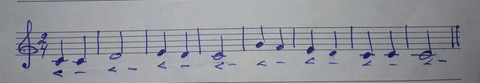 2
4
< – < – < – < – < – < – < – < –